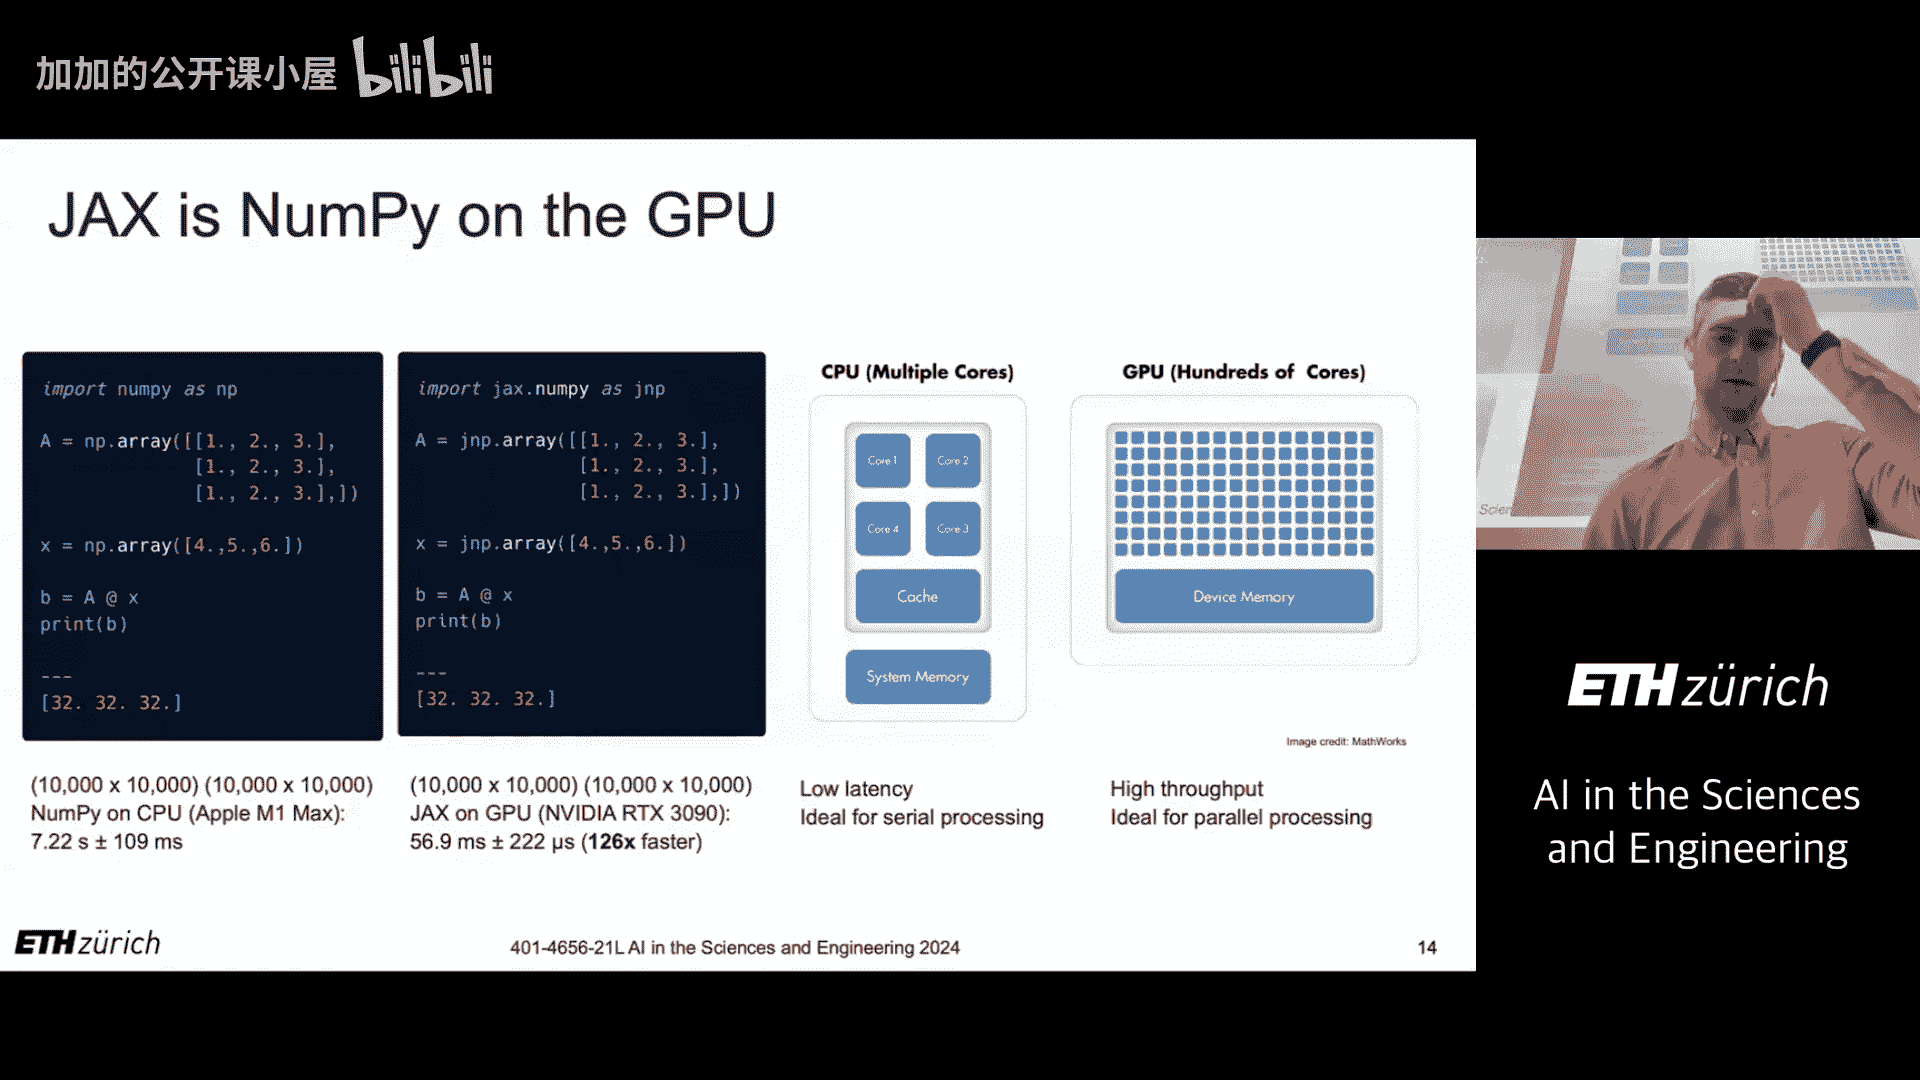 加加的公开课小屋 bilibili
JAX is NumPy on the GPU
import numpy as np
A = np.array([[1., 2., 3.],
[1., 2., 3.],
[1., 2., 3.],])
x = np.array([4.,5.,6.])
b = A @ x
print(b)
---
[32. 32. 32.]
import jax.numpy as jnp
A = jnp.array([[1., 2., 3.],
[1., 2., 3.],
[1., 2., 3.],])
x = jnp.array([4.,5.,6.])
b = A @ x
print(b)
---
[32. 32. 32.]
CPU (Multiple Cores)
Core 1 Core 2
Core 4 Core 3
Cache
System Memory
GPU (Hundreds of Cores)
Device Memory
Image credit: MathWorks
(10,000 x 10,000) (10,000 x 10,000)
NumPy on CPU (Apple M1 Max):
7.22 s ± 109 ms
(10,000 x 10,000) (10,000 x 10,000)
JAX on GPU (NVIDIA RTX 3090):
56.9 ms ± 222 µs (126x faster)
Low latency
Ideal for serial processing
High throughput
Ideal for parallel processing
ETH zürich
401-4656-21L AI in the Sciences and Engineering 2024
14
ETH zürich
AI in the Sciences
and Engineering